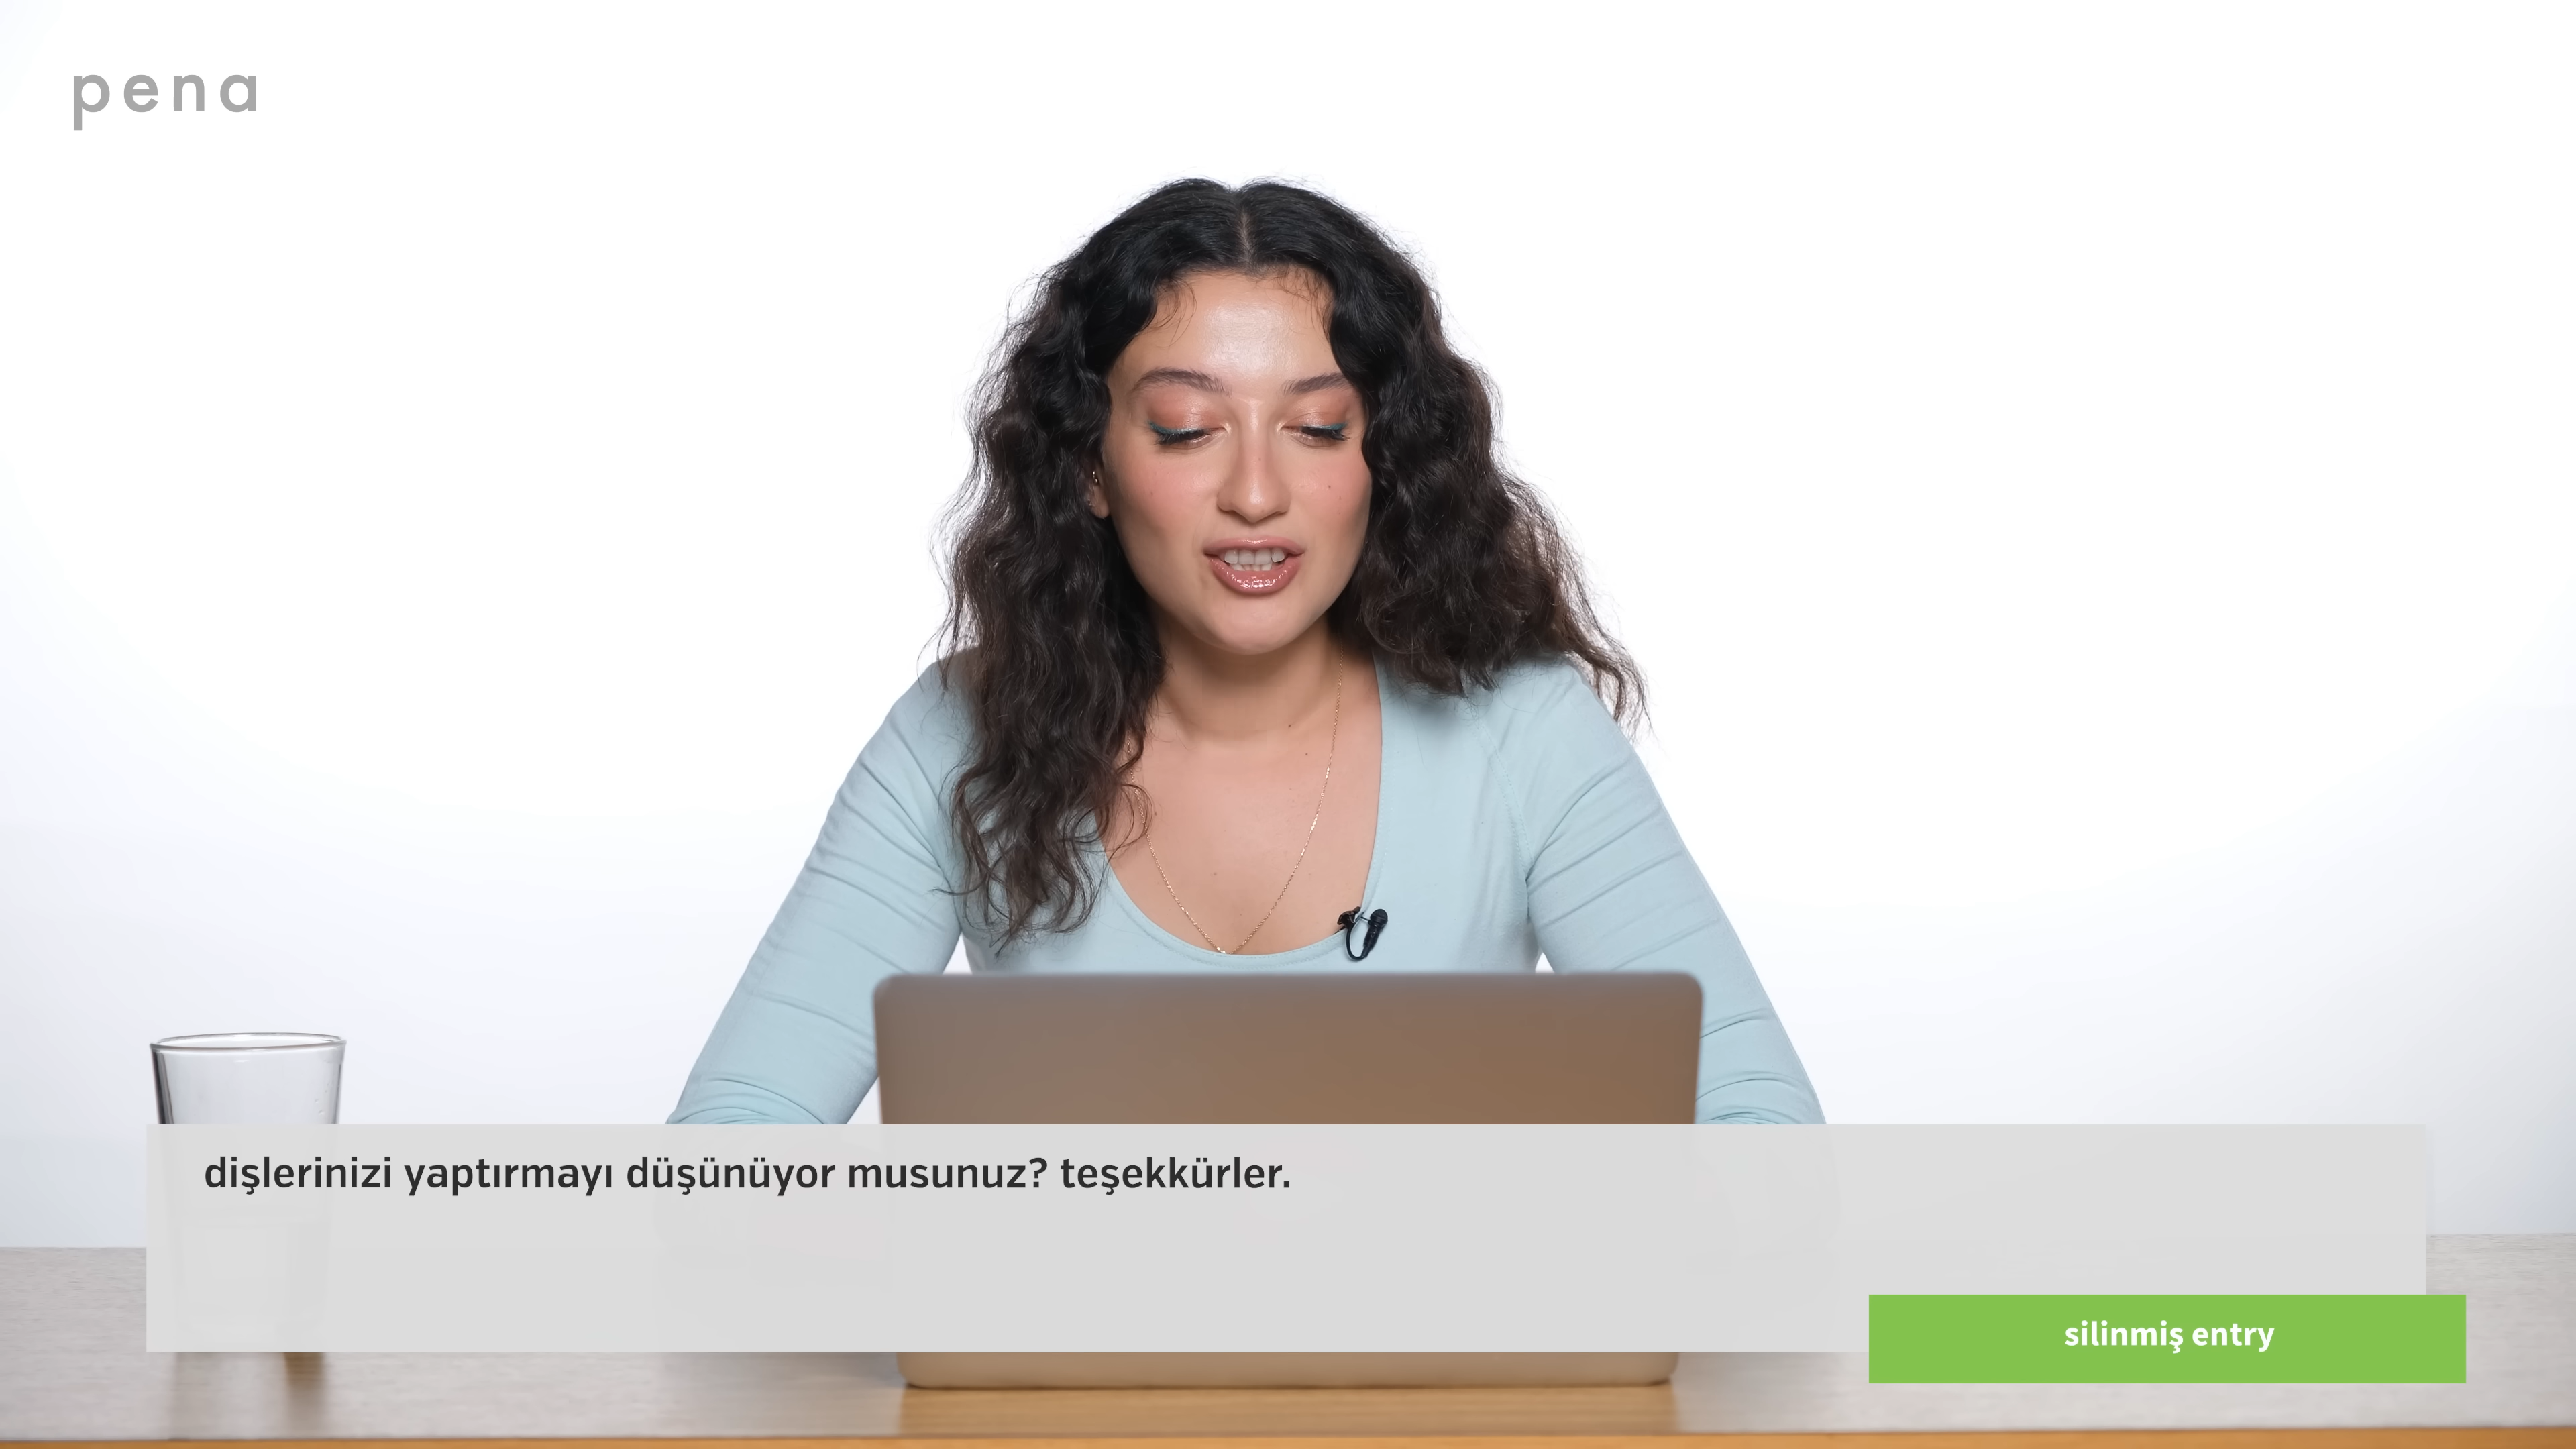 pena
dişlerinizi yaptırmayı düşünüyor musunuz? teşekkürler.
silinmiş entry